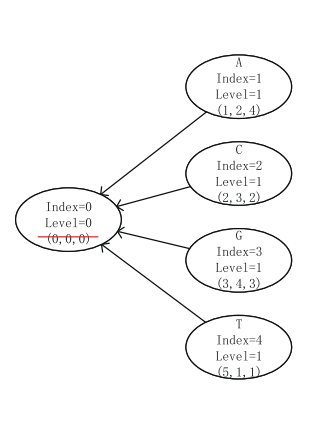 A
Index=1
Level=1
(1,2,4)
C
Index=2
Level=1
(2,3,2)
Index=0
Level=0
(0,0,0)
G
Index=3
Level=1
(3,4,3)
T
Index=4
Level=1
(5,1,1)